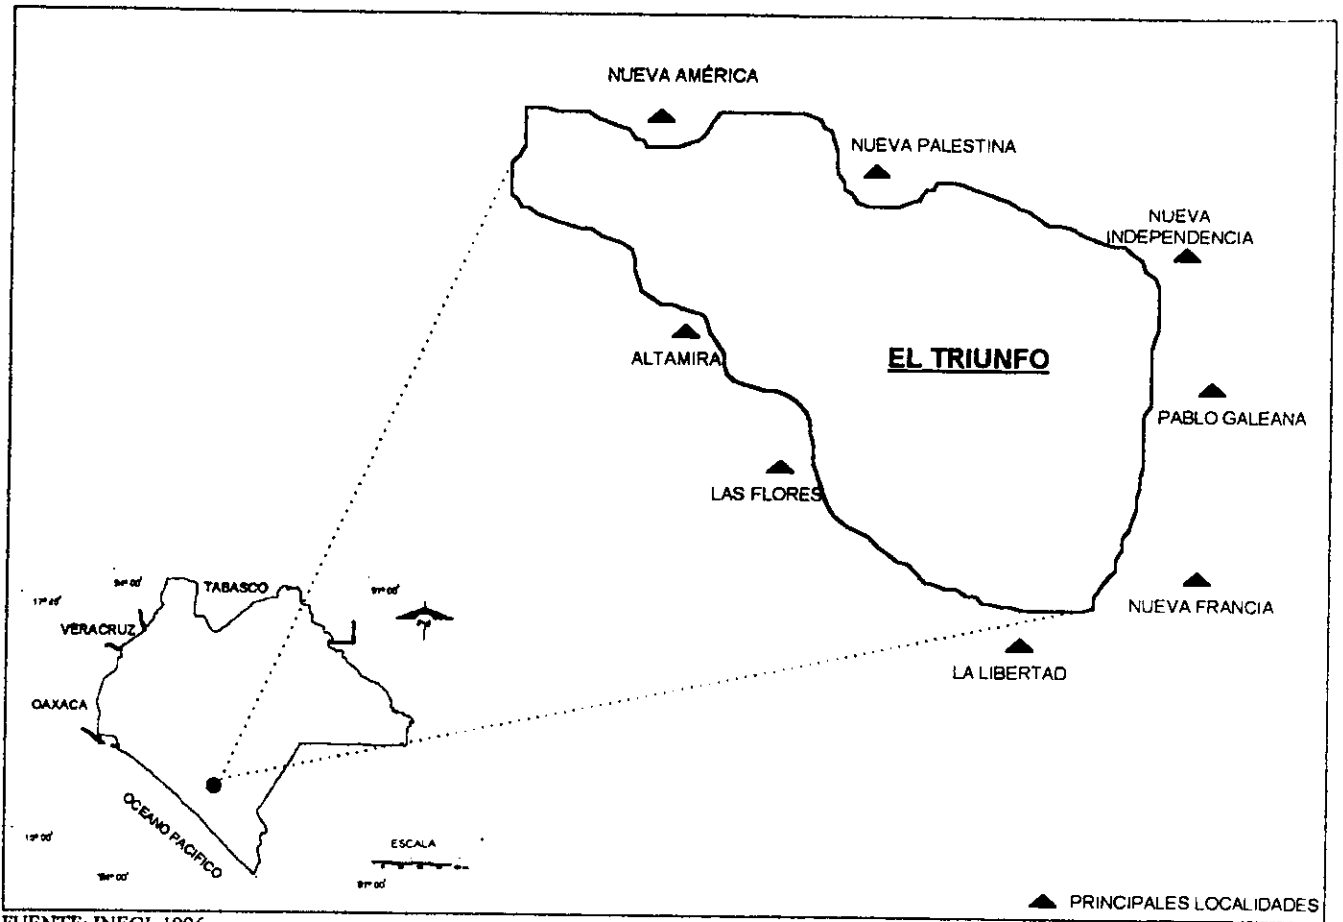 NUEVA AMÉRICA
NUEVA PALESTINA
NUEVA
INDEPENDENCIA
ALTAMIRA
EL TRIUNFO
PABLO GALEANA
LAS FLORES
NUEVA FRANCIA
LA LIBERTAD
TABASCO
VERACRUZ
OAXACA
OCEANO PACIFICO
ESCALA
PRINCIPALES LOCALIDADES